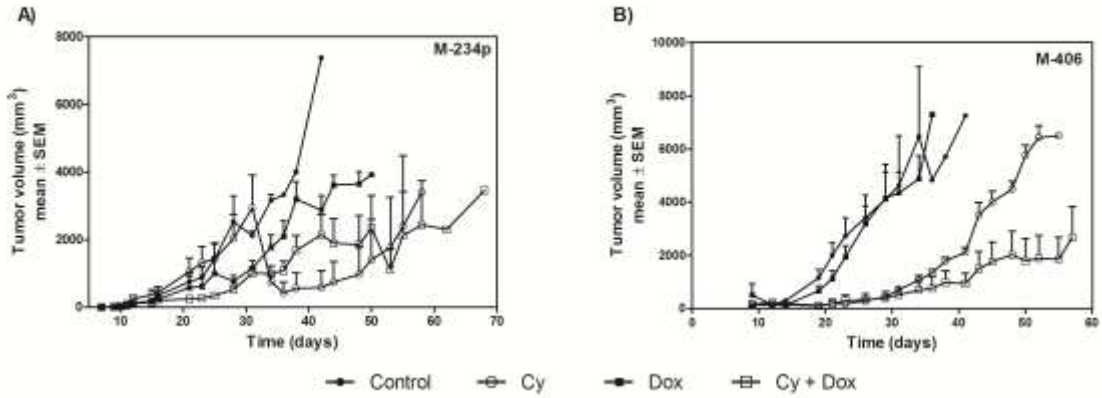 A)
M-234p
Tumor volume (mm³)
mean ± SEM
8000
6000
4000
2000
0
10 20 30 40 50 60 70
Time (days)
B)
M-406
Tumor volume (mm³)
mean ± SEM
10000
8000
6000
4000
2000
0
0 10 20 30 40 50 60
Time (days)
Control Cy Dox Cy + Dox